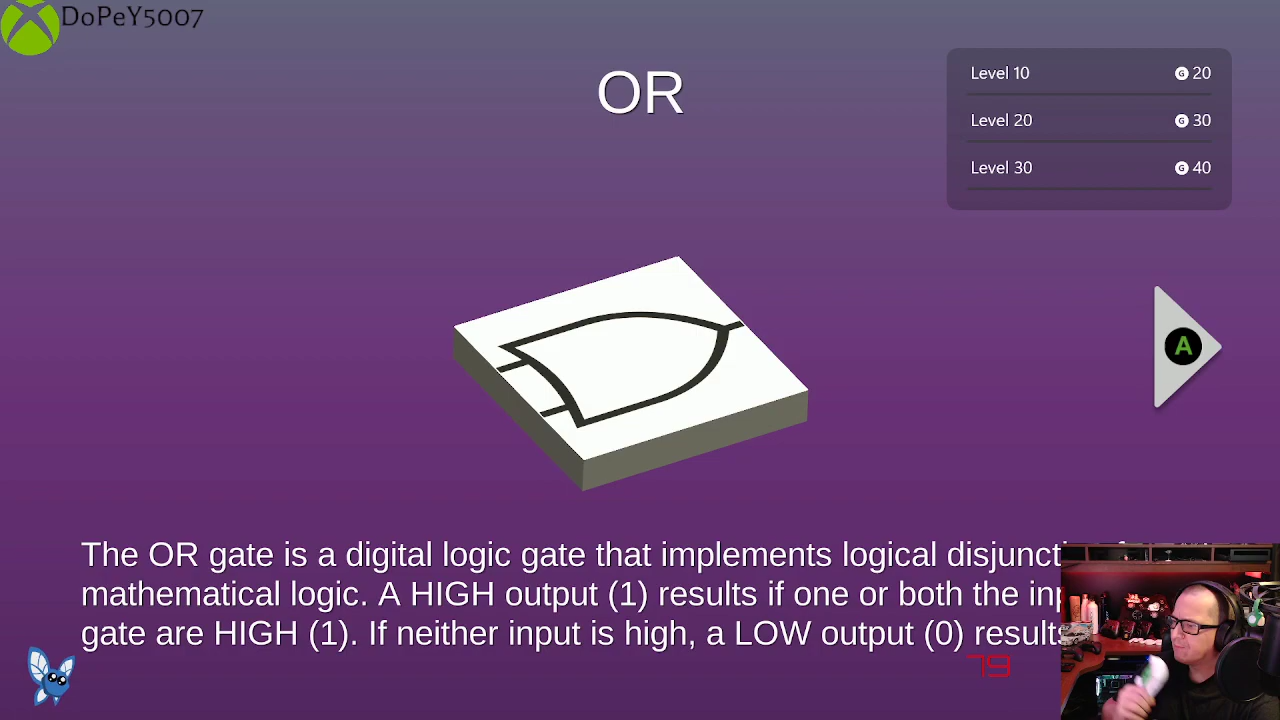 DoPeY5007
OR
Level 10 G 20
Level 20 G 30
Level 30 G 40
A
The OR gate is a digital logic gate that implements logical
mathematical logic. A HIGH output (1) results if one or both the
gate are HIGH (1). If neither input is high, a LOW output (0) results
79